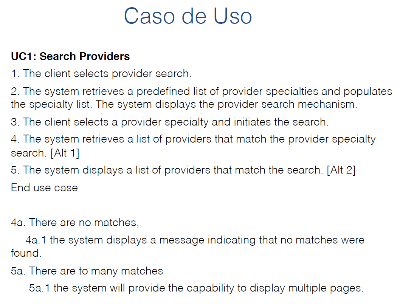 Caso de Uso
UC1: Search Providers
1. The client selects provider search.
2. The system retrieves a predefined list of provider specialties and populates
the specialty list. The system displays the provider search mechanism.
3. The client selects a provider specialty and initiates the search.
4. The system retrieves a list of providers that match the provider specialty
search. [Alt 1]
5. The system displays a list of providers that match the search. [Alt 2]
End use case
4a. There are no matches.
4a.1 the system displays a message indicating that no matches were
found.
5a. There are to many matches
5a.1 the system will provide the capability to display multiple pages.